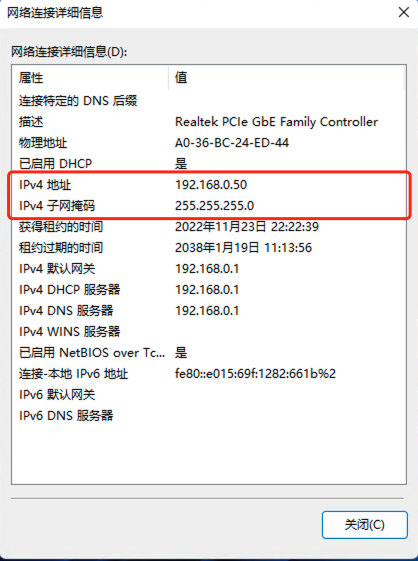 网络连接详细信息
网络连接详细信息(D):
属性 值
连接特定的 DNS 后缀
描述 Realtek PCIe GbE Family Controller
物理地址 A0-36-BC-24-ED-44
已启用 DHCP 是
IPv4 地址 192.168.0.50
IPv4 子网掩码 255.255.255.0
获得租约的时间 2022年11月23日 22:22:39
租约过期的时间 2038年1月19日 11:13:56
IPv4 默认网关 192.168.0.1
IPv4 DHCP 服务器 192.168.0.1
IPv4 DNS 服务器 192.168.0.1
IPv4 WINS 服务器
已启用 NetBIOS over Tc... 是
连接-本地 IPv6 地址 fe80::e015:69f:1282:661b%2
IPv6 默认网关
IPv6 DNS 服务器
关闭(C)